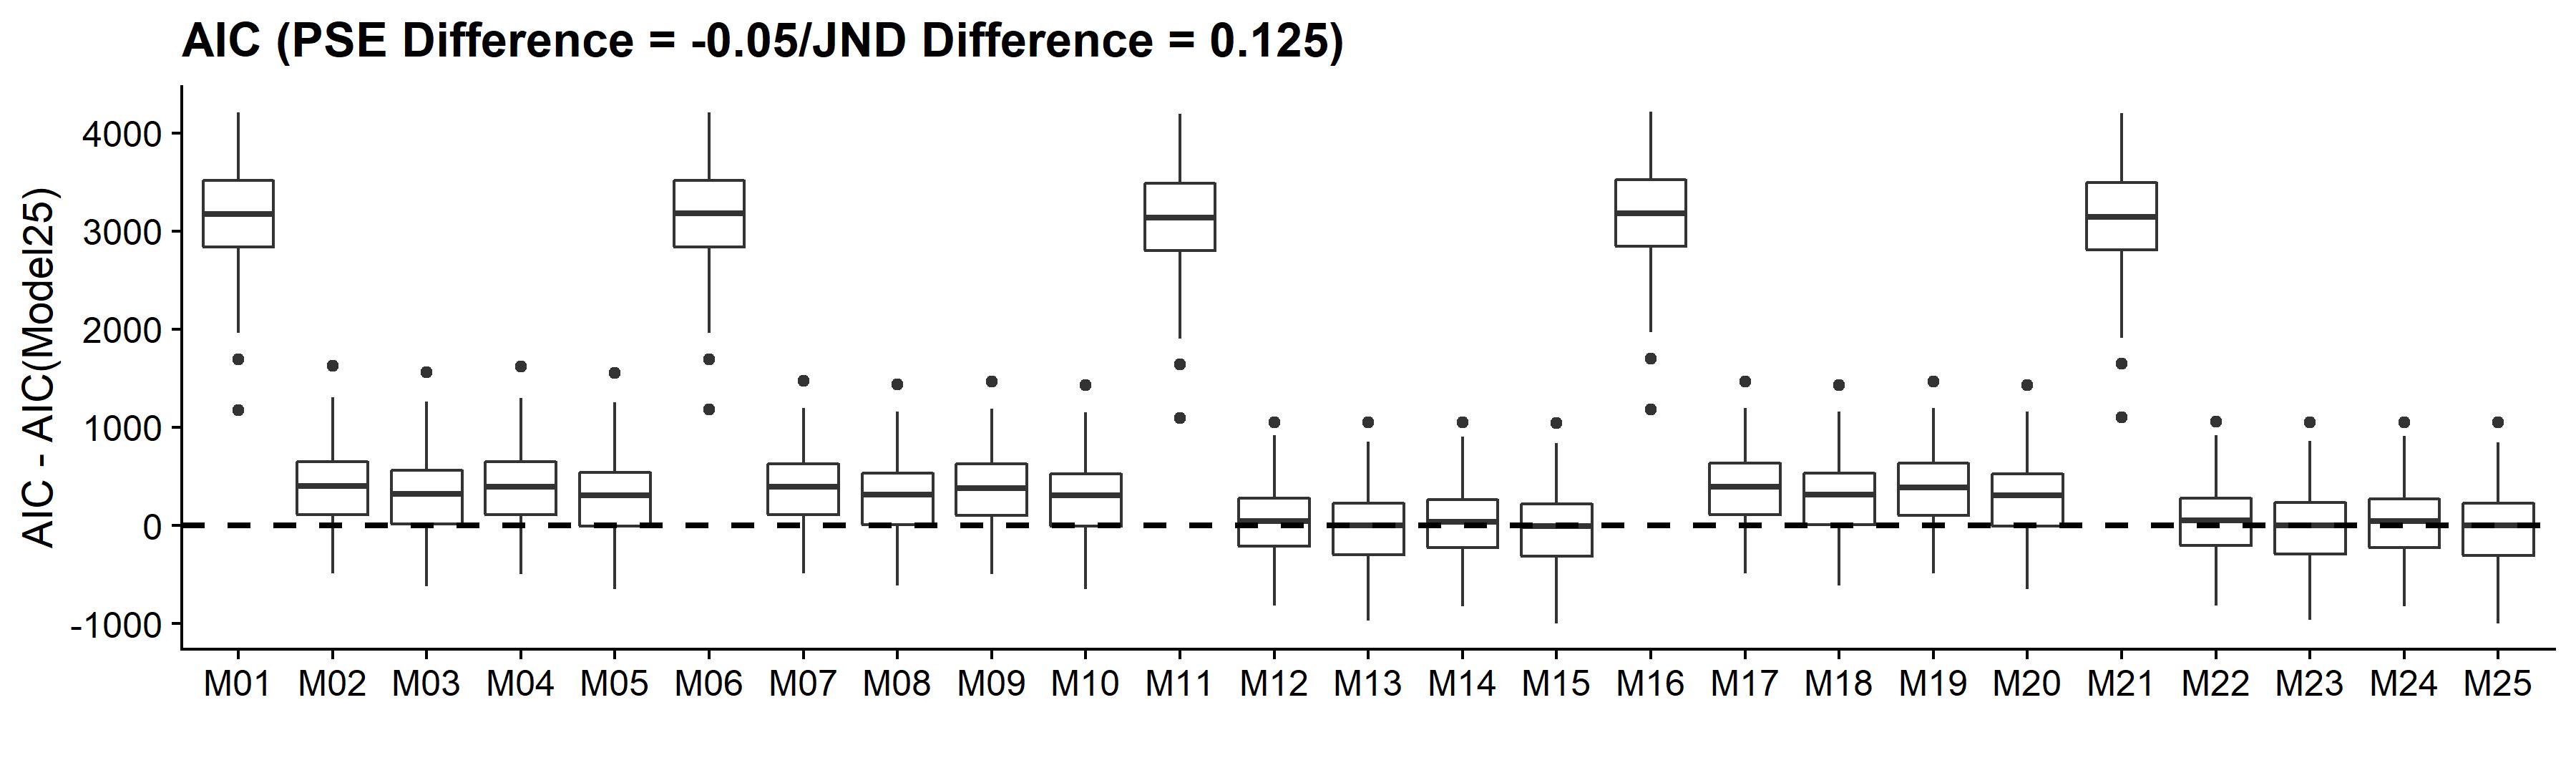 AIC (PSE Difference = -0.05/JND Difference = 0.125)
AIC - AIC(Model25)
4000
3000
2000
1000
0
-1000
M01 M02 M03 M04 M05 M06 M07 M08 M09 M10 M11 M12 M13 M14 M15 M16 M17 M18 M19 M20 M21 M22 M23 M24 M25